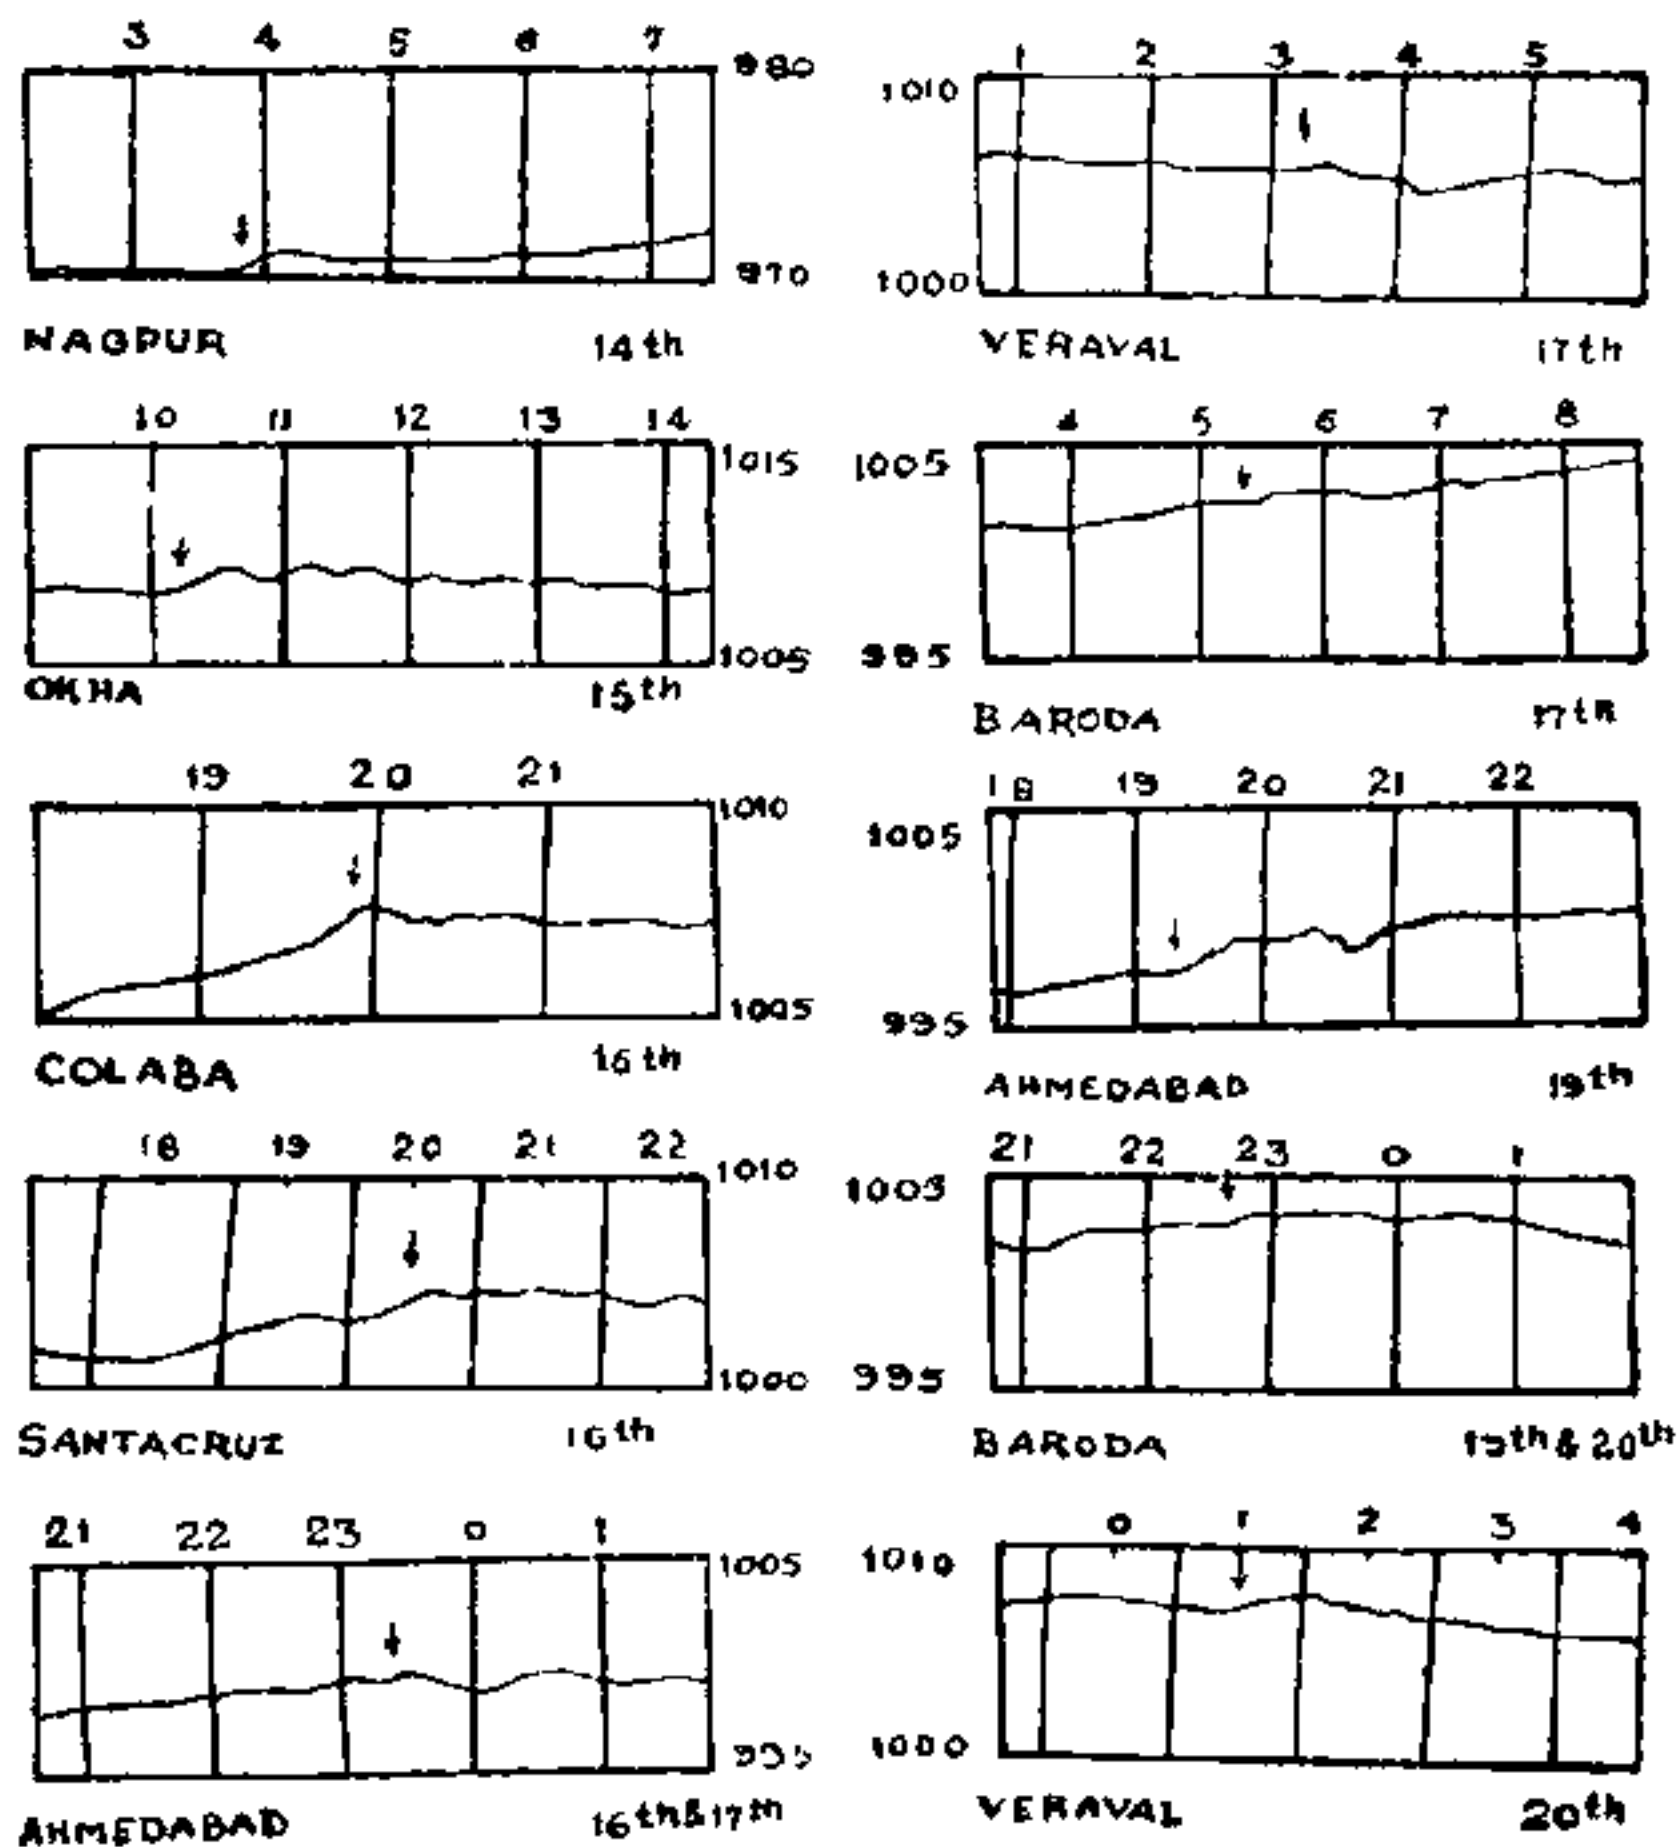 3 4 5 6 7
980
970
NAGPUR 14th
10 11 12 13 14
1015
1005
OKHA 15th
19 20 21
1010
1005
COLABA 16th
18 19 20 21 22
1010
1000
SANTACRUZ 16th
21 22 23 0 1
1005
995
AHMEDABAD 16th & 17th
1 2 3 4 5
1010
1000
VERAVAL 17th
4 5 6 7 8
1005
995
BARODA 17th
18 19 20 21 22
1005
995
AHMEDABAD 19th
21 22 23 0 1
1005
995
BARODA 19th & 20th
0 1 2 3 4
1010
1000
VERAVAL 20th